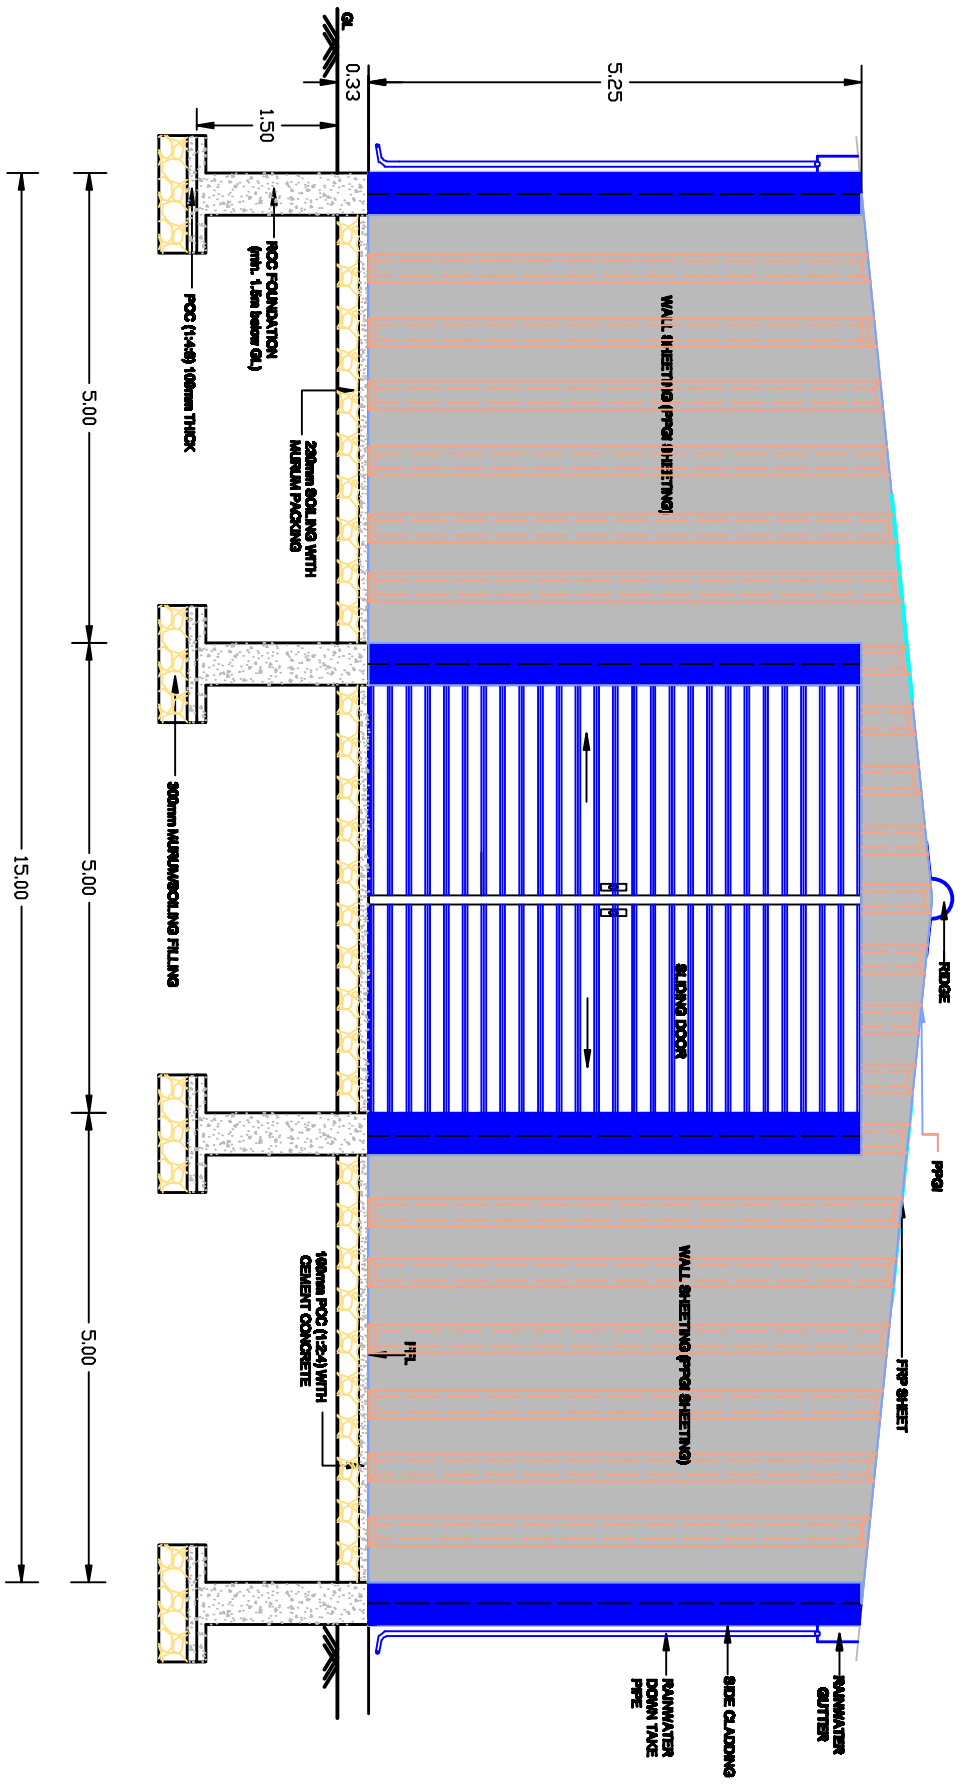 RIDGE
PPGI
FRP SHEET
RAINWATER
GUTTER
SIDE CLADDING
RAINWATER
DOWN TAKE
PIPE
5.25
WALL SHEETING (PPGI SHEETING)
SLIDING DOOR
WALL SHEETING (PPGI SHEETING)
FFL
GL
0.33
1.50
RCC FOUNDATION
(min. 1.5m below GL)
230mm SOILING WITH
MURUM PACKING
100mm PCC (1:2:4) WITH
CEMENT CONCRETE
PCC (1:4:8) 100mm THICK
300mm MURUM/SOILING FILLING
5.00
5.00
5.00
15.00